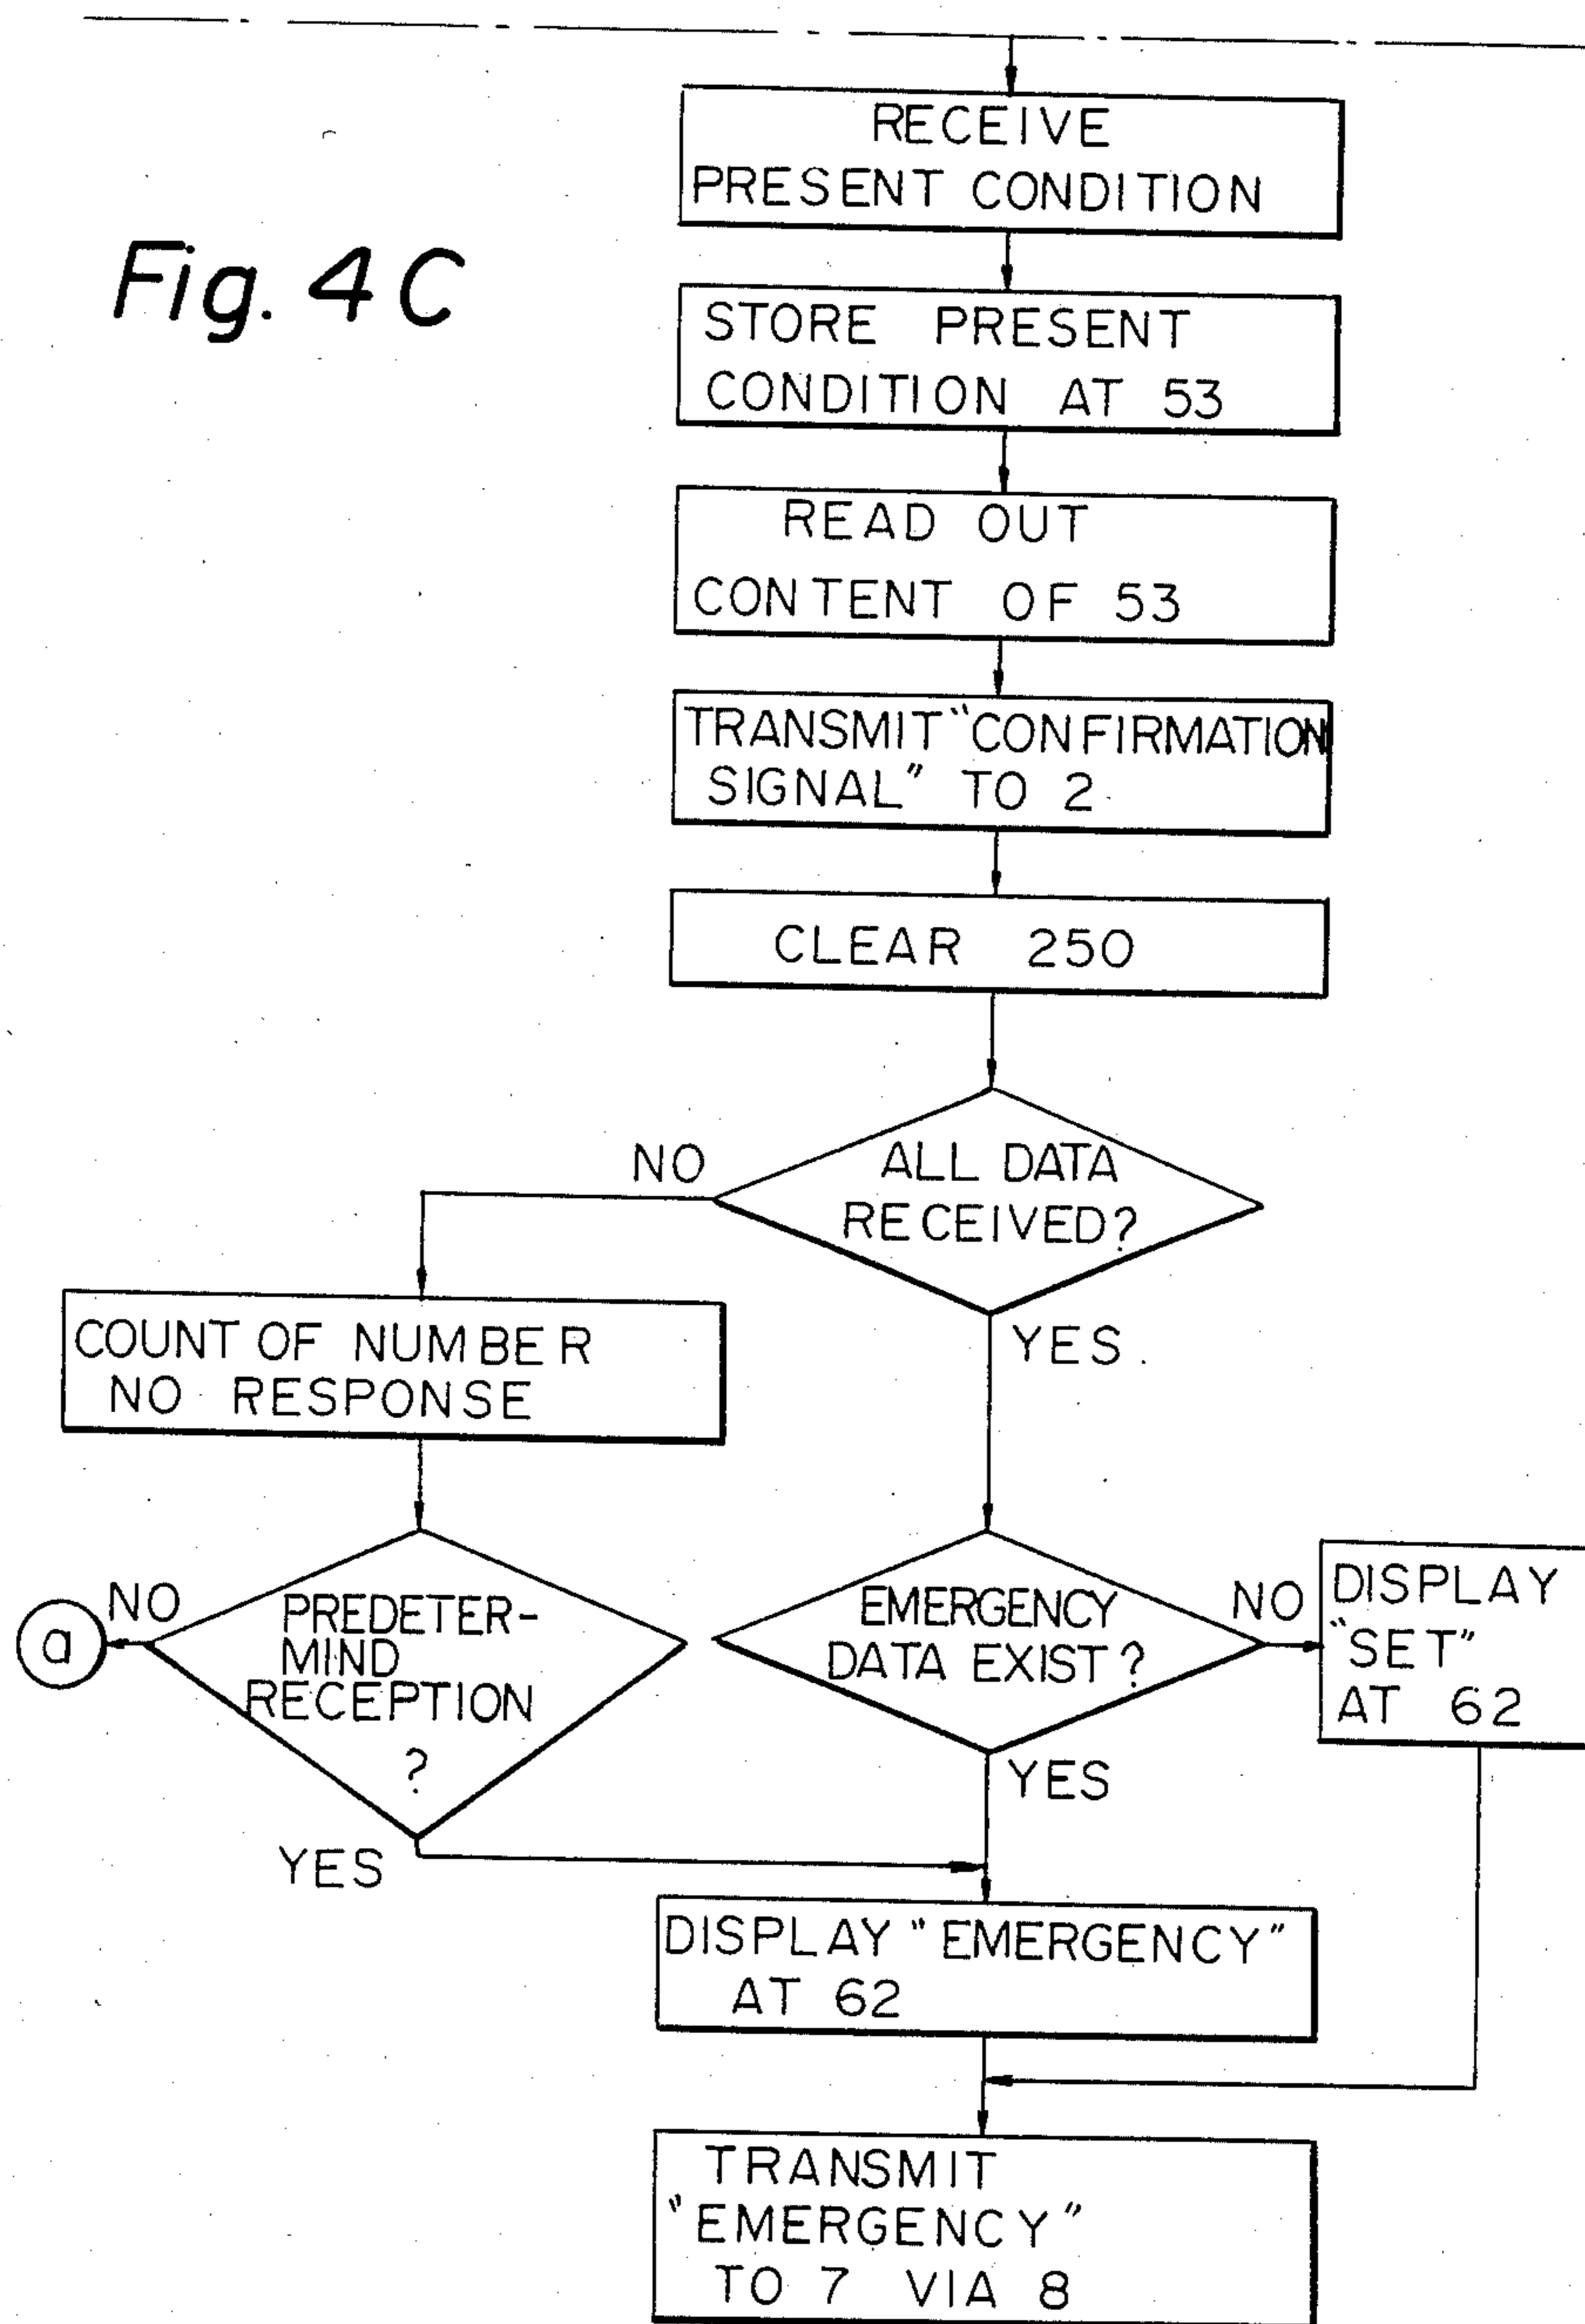 Fig. 4C
RECEIVE
PRESENT CONDITION
STORE PRESENT
CONDITION AT 53
READ OUT
CONTENT OF 53
TRANSMIT "CONFIRMATION
SIGNAL" TO 2
CLEAR 250
ALL DATA
RECEIVED?
NO
YES
COUNT OF NUMBER
NO RESPONSE
PREDETER-
MIND
RECEPTION
?
NO
a
YES
EMERGENCY
DATA EXIST?
NO
YES
DISPLAY
"SET"
AT 62
DISPLAY "EMERGENCY"
AT 62
TRANSMIT
"EMERGENCY"
TO 7 VIA 8